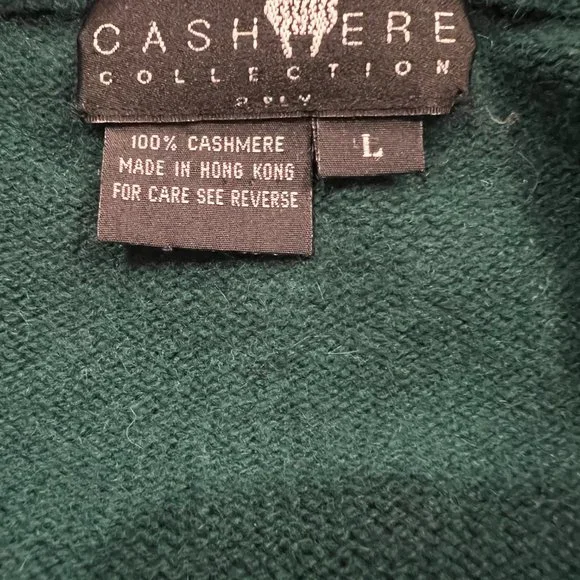 CASHMERE
COLLECTION
2 PLY
100% CASHMERE
MADE IN HONG KONG
FOR CARE SEE REVERSE
L